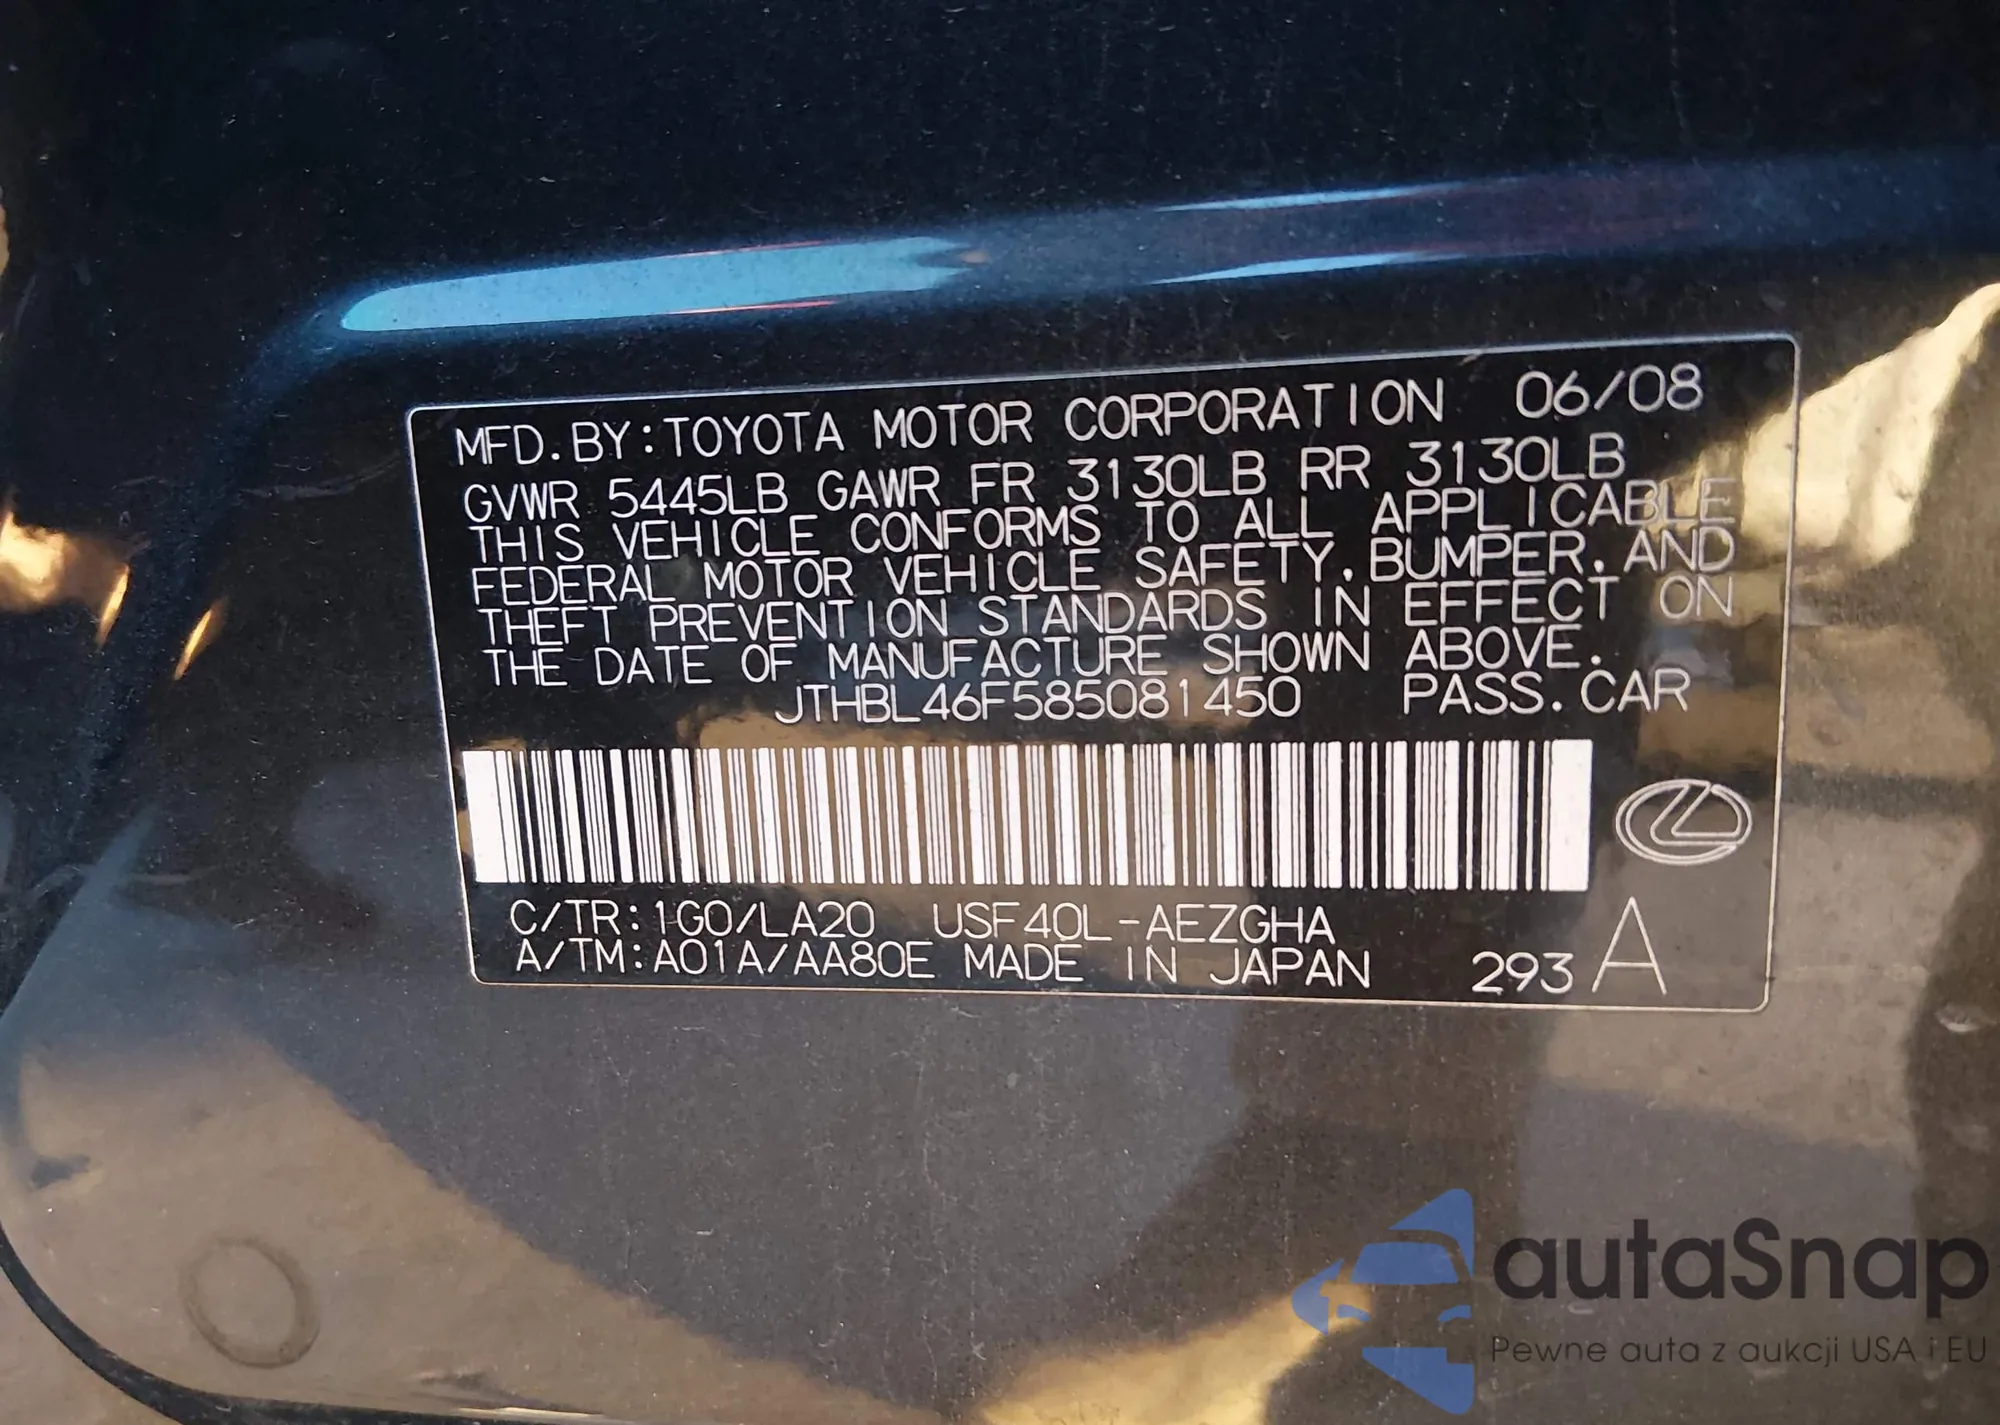 MFD.BY:TOYOTA MOTOR CORPORATION 06/08
GVWR 5445LB GAWR FR 3130LB RR 3130LB
THIS VEHICLE CONFORMS TO ALL APPLICABLE
FEDERAL MOTOR VEHICLE SAFETY, BUMPER, AND
THEFT PREVENTION STANDARDS IN EFFECT ON
THE DATE OF MANUFACTURE SHOWN ABOVE.
JTHBL46F585081450 PASS.CAR
C/TR:1G0/LA20 USF40L-AEZGHA
A/TM:A01A/AA80E MADE IN JAPAN 293 A
autaSnap
Pewne auta z aukcji USA i EU